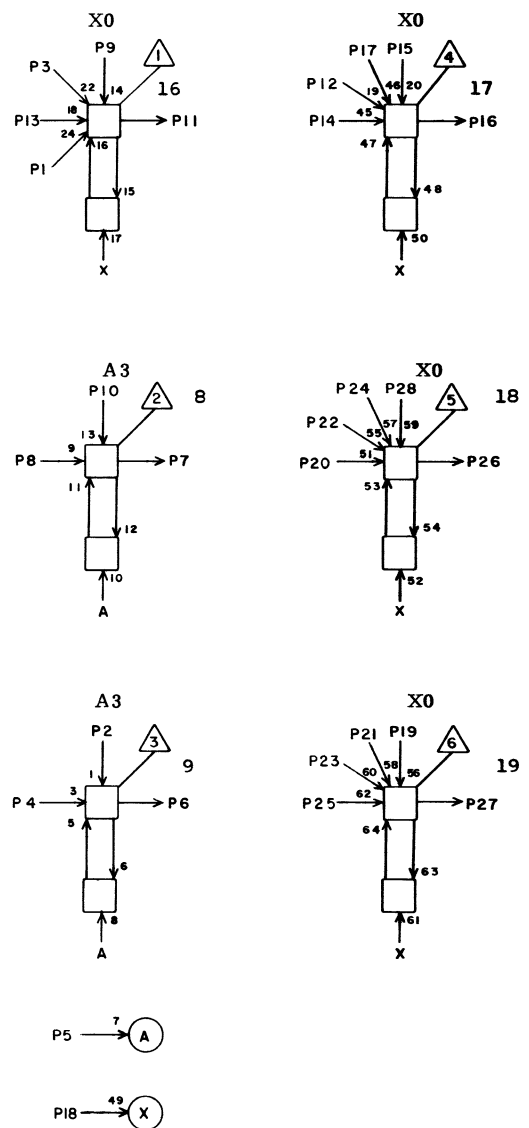 X0
P9
1
P3
22
14
16
P13
18
P11
24
16
P1
15
17
X
X0
P17
P15
4
P12
46
20
17
19
P14
45
P16
47
48
50
X
A3
P10
2
8
13
P8
9
P7
11
12
10
A
X0
P24
P28
5
18
P22
57
59
55
P20
51
P26
53
54
52
X
A3
P2
3
9
1
P4
3
P6
5
6
8
A
X0
P21
P19
6
P23
58
19
60
56
P25
62
P27
64
63
61
X
7
P5
A
49
P18
X